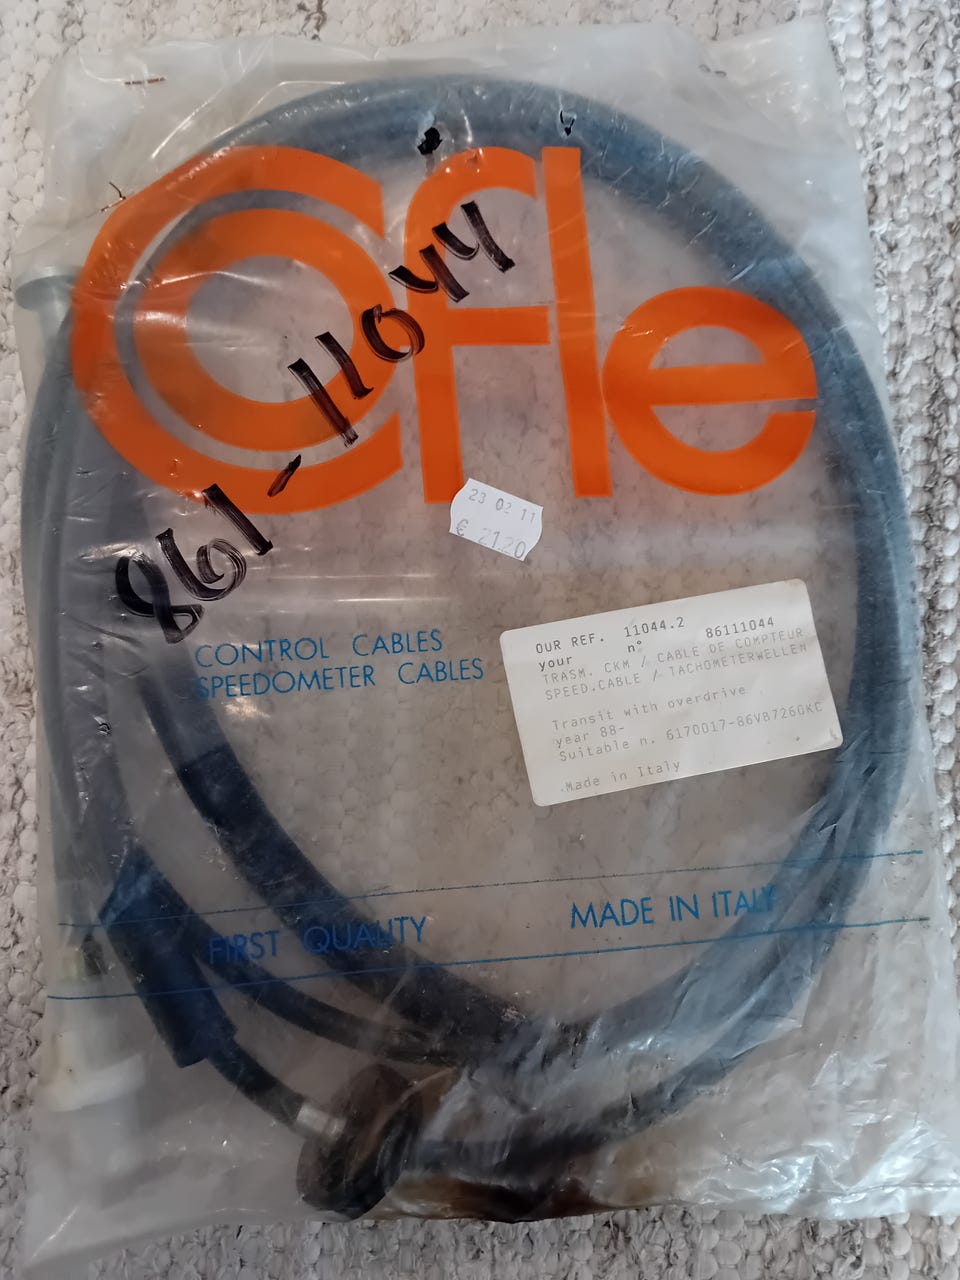 Cofle
861-11044
23 02 11
€ 21.20
CONTROL CABLES
SPEEDOMETER CABLES
OUR REF. 11044.2
your n° 86111044
TRASM. CKM / CABLE DE COMPTEUR
SPEED.CABLE / TACHOMETERWELLEN
Transit with overdrive
year 88-
Suitable n. 6170017-86VB17260KC
Made in Italy
FIRST QUALITY MADE IN ITALY